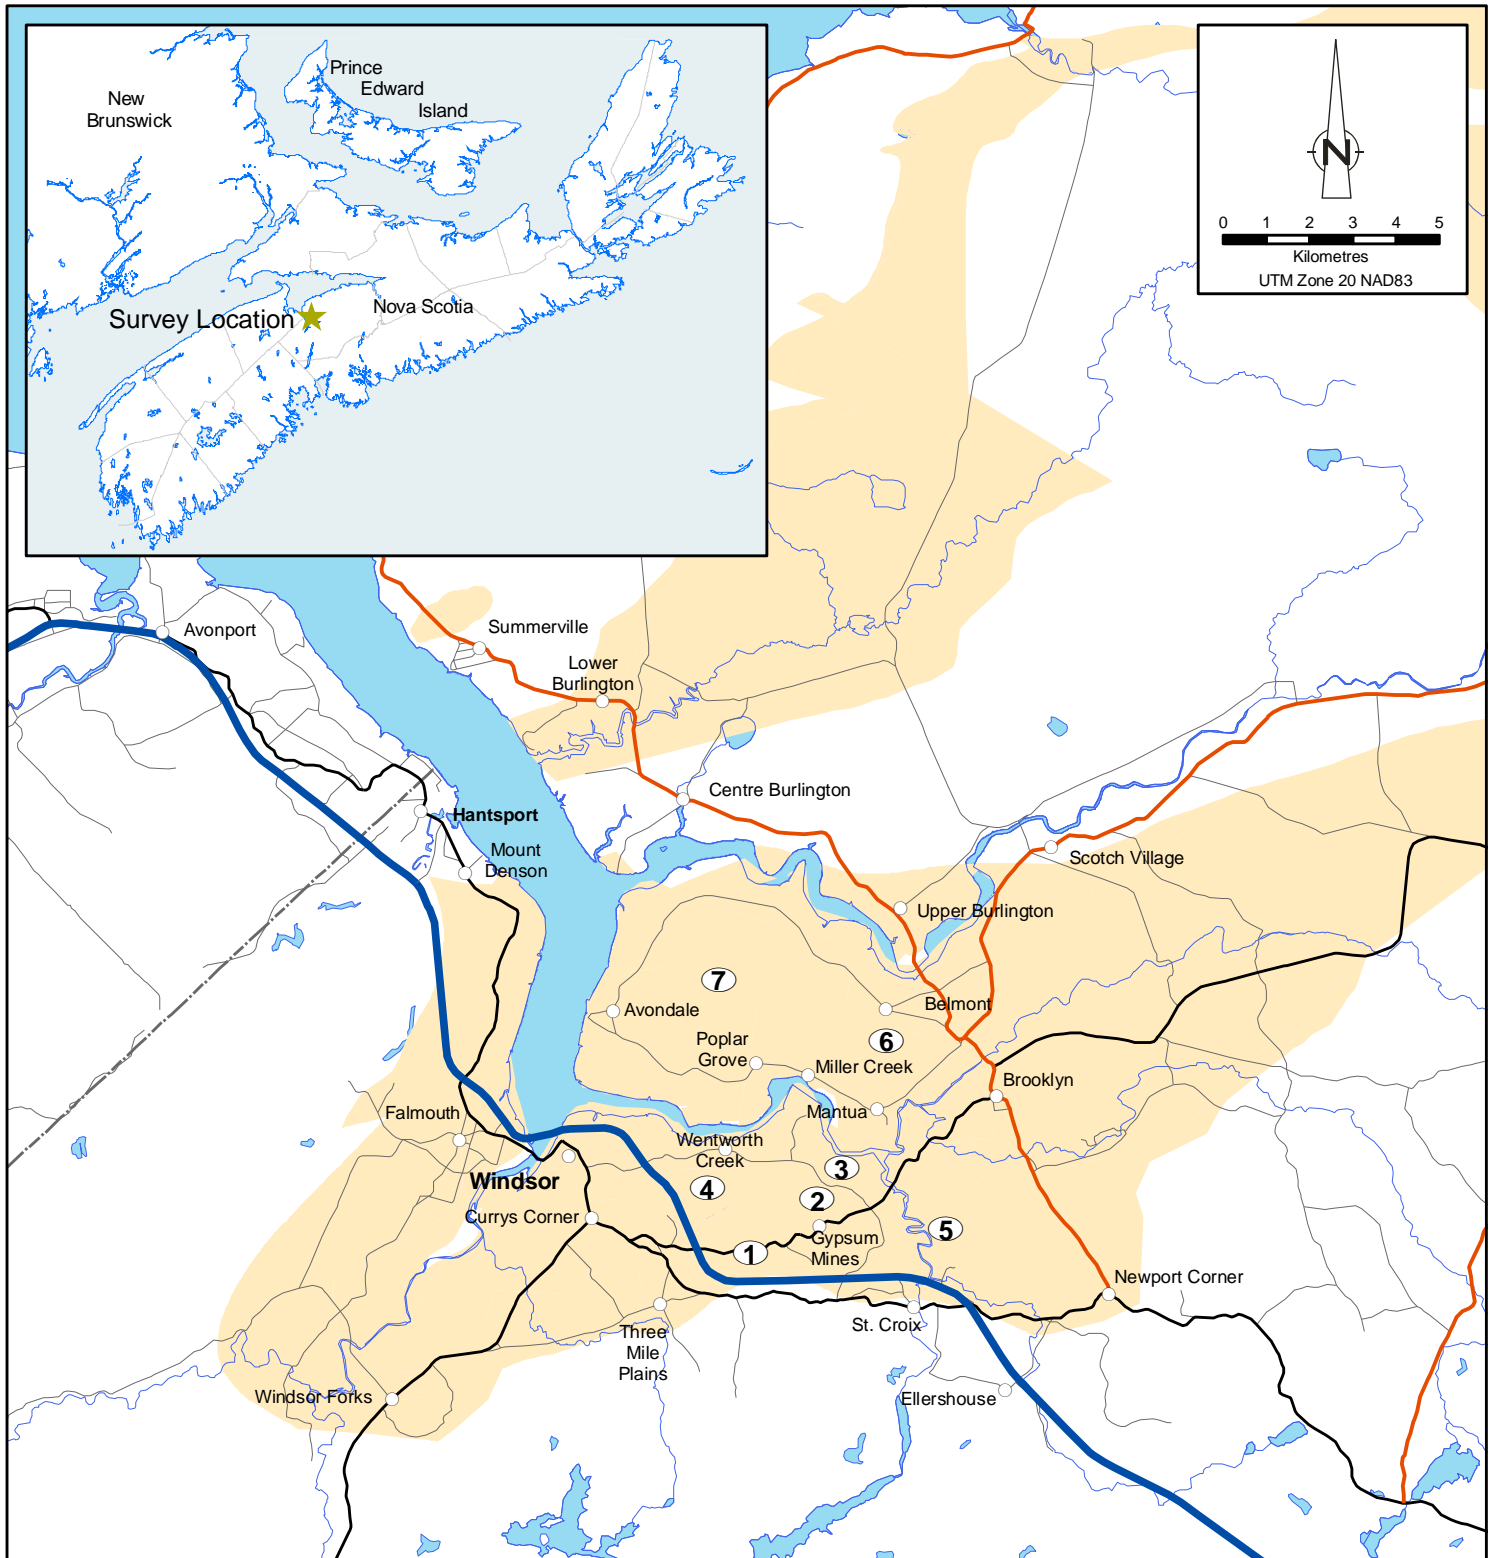 New
Brunswick
Prince
Edward
Island
Nova Scotia
Survey Location
N
0 1 2 3 4 5
Kilometres
UTM Zone 20 NAD83
Avonport
Summerville
Lower
Burlington
Centre Burlington
Hantsport
Mount
Denson
Scotch Village
Upper Burlington
7
Avondale
Belmont
6
Poplar
Grove
Miller Creek
Brooklyn
Mantua
Falmouth
Wentworth
Creek
3
Windsor
4
2
Currys Corner
5
Gypsum
Mines
1
Newport Corner
St. Croix
Three
Mile
Plains
Windsor Forks
Ellershouse